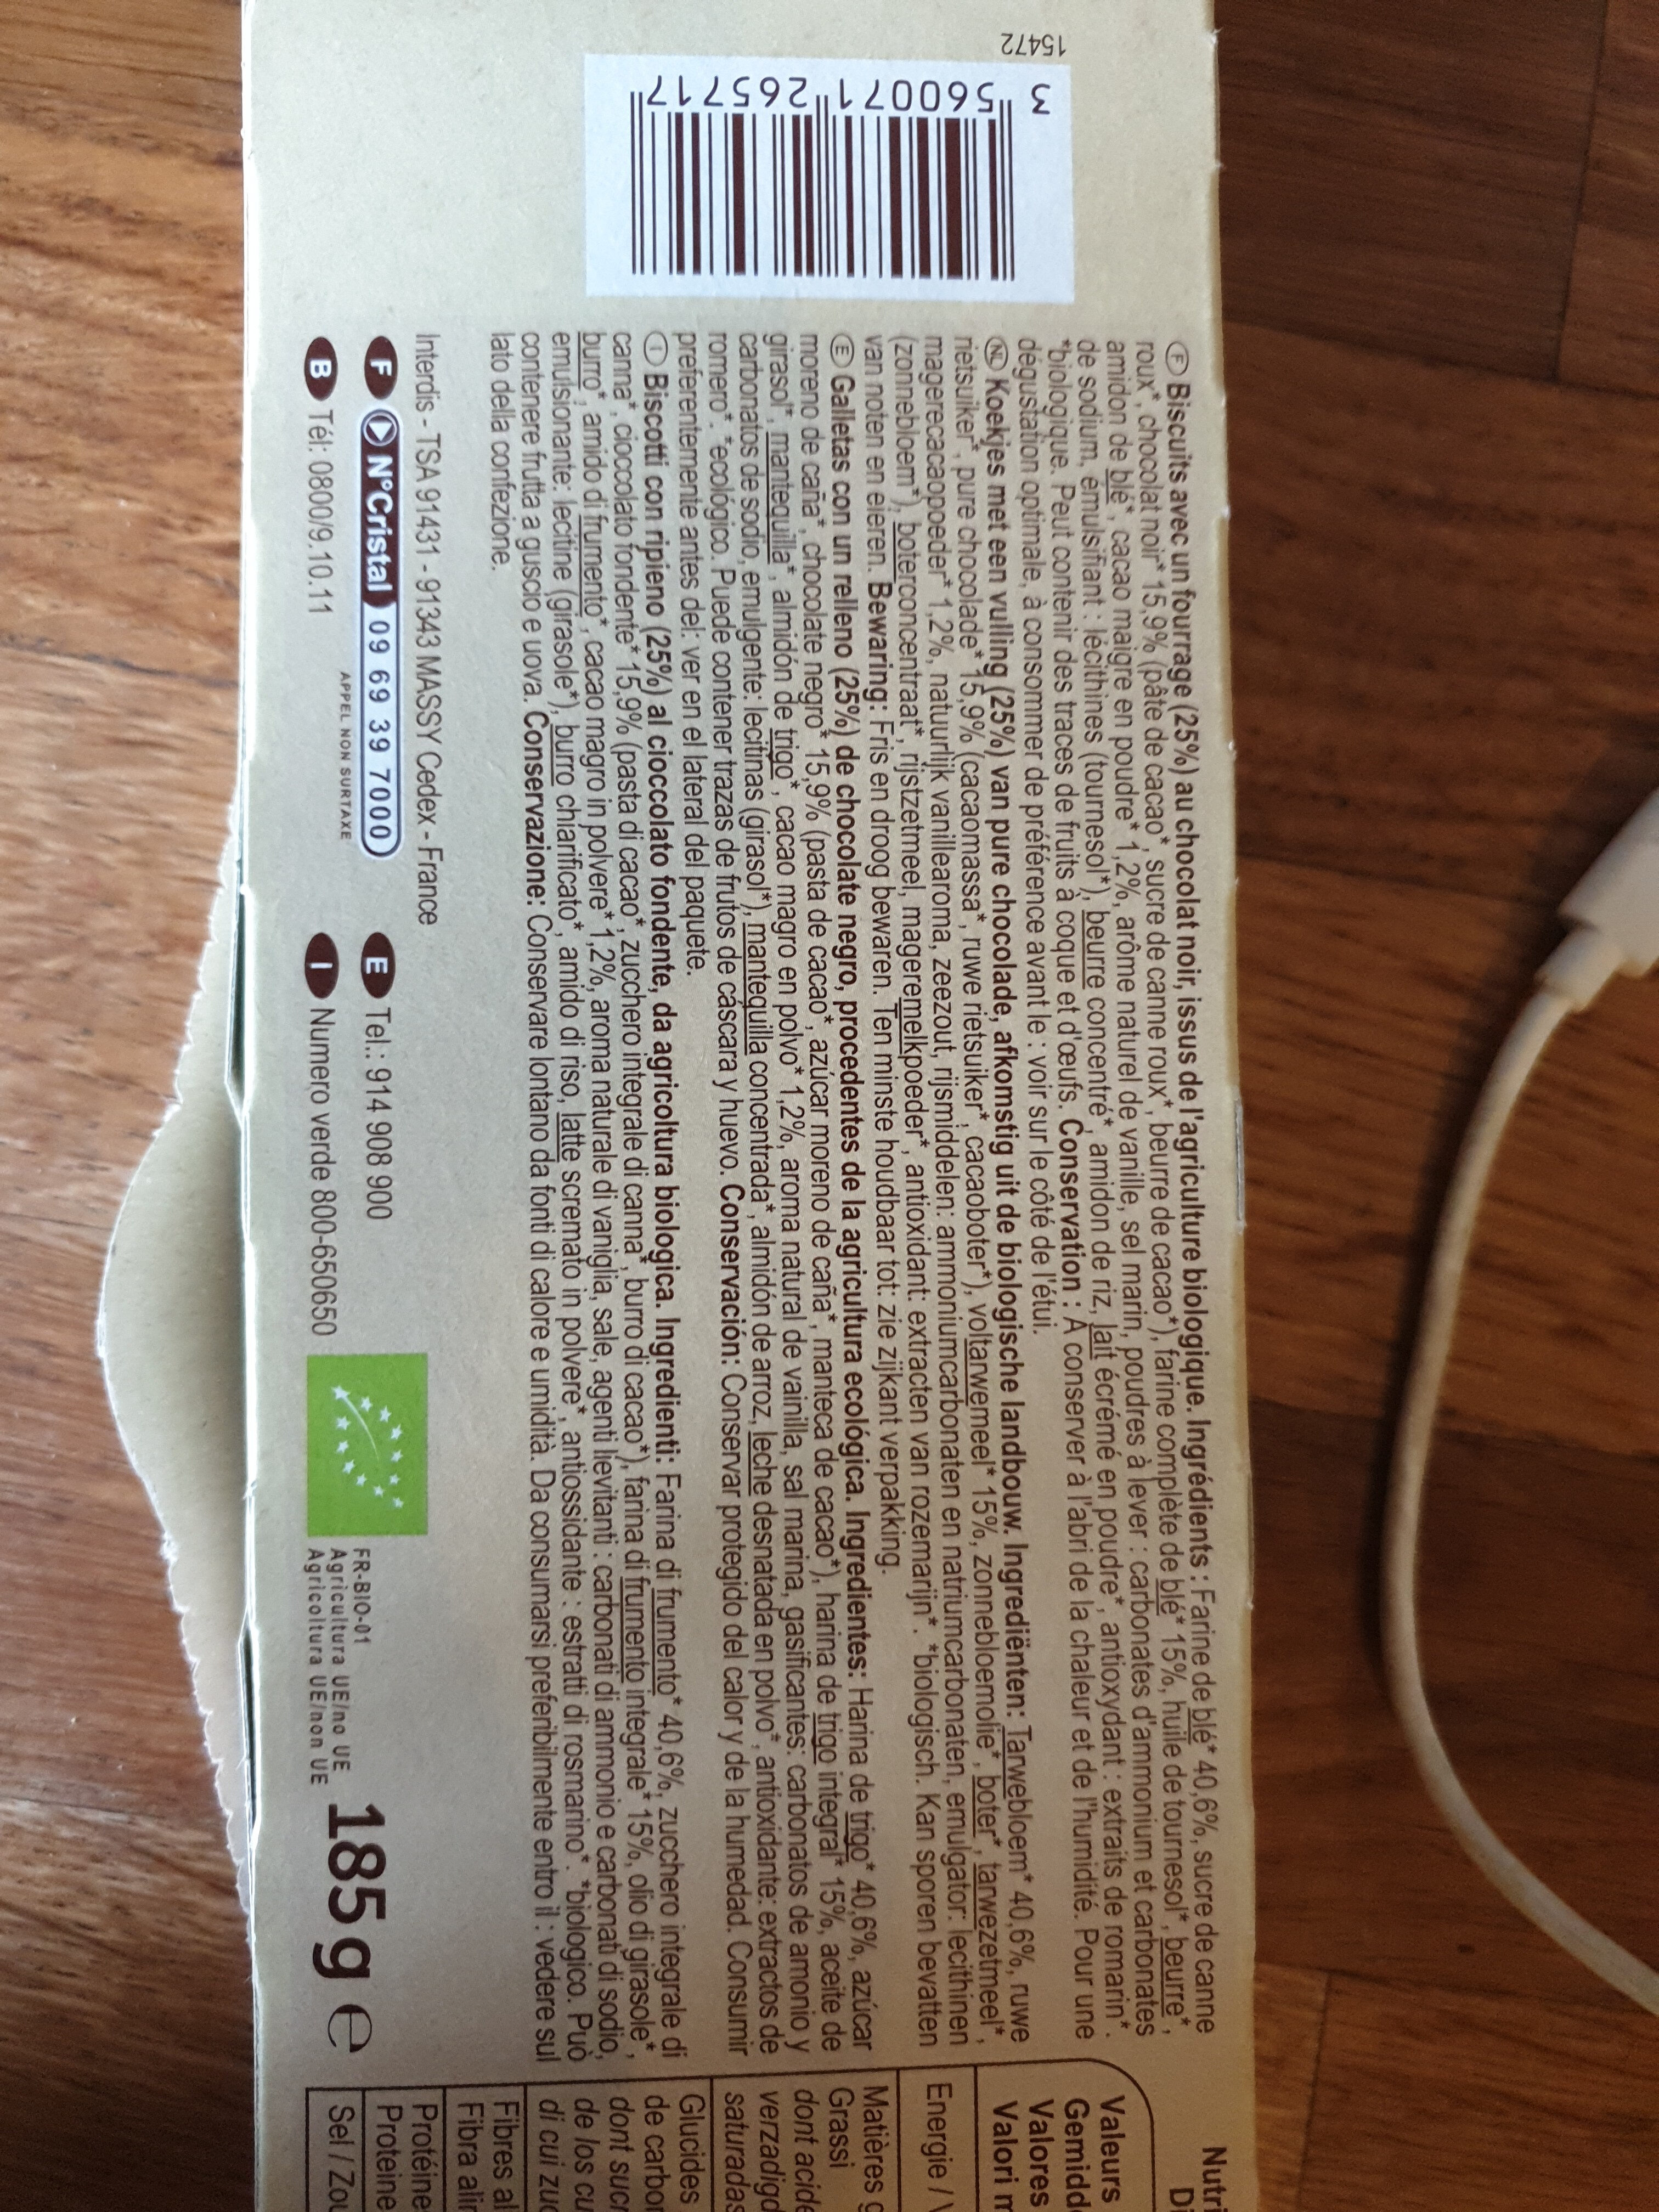 15472
3 560071 265717
F Biscuits avec un fourrage (25%) au chocolat noir, issus de l'agriculture biologique. Ingrédients : Farine de blé* 40,6%, sucre de canne
roux*, chocolat noir* 15,9% (pâte de cacao*, sucre de canne roux*, beurre de cacao*), farine complète de blé* 15%, huile de tournesol*, beurre*,
amidon de blé*, cacao maigre en poudre* 1,2%, arôme naturel de vanille, sel marin, poudres à lever : carbonates d'ammonium et carbonates
de sodium, émulsifiant : lécithines (tournesol*), beurre concentré*, amidon de riz, lait écrémé en poudre*, antioxydant : extraits de romarin*.
*biologique. Peut contenir des traces de fruits à coque et d'œufs. Conservation : À conserver à l'abri de la chaleur et de l'humidité. Pour une
dégustation optimale, à consommer de préférence avant le : voir sur le côté de l'étui.
NL Koekjes met een vulling (25%) van pure chocolade, afkomstig uit de biologische landbouw. Ingrediënten: Tarwebloem* 40,6%, ruwe
rietsuiker*, pure chocolade* 15,9% (cacaomassa*, ruwe rietsuiker*, cacaoboter*), voltarwemeel* 15%, zonnebloemolie*, boter*, tarwezetmeel*,
magerecacaopoeder* 1,2%, natuurlijk vanillearoma, zeezout, rijsmiddelen: ammoniumcarbonaten en natriumcarbonaten, emulgator: lecithinen
(zonnebloem*), boterconcentraat*, rijstzetmeel, mageremelkpoeder*, antioxidant: extracten van rozemarijn*. *biologisch. Kan sporen bevatten
van noten en eieren. Bewaring: Fris en droog bewaren. Ten minste houdbaar tot: zie zijkant verpakking.
E Galletas con un relleno (25%) de chocolate negro, procedentes de la agricultura ecológica. Ingredientes: Harina de trigo* 40,6%, azúcar
moreno de caña*, chocolate negro* 15,9% (pasta de cacao*, azúcar moreno de caña*, manteca de cacao*), harina de trigo integral* 15%, aceite de
girasol*, mantequilla*, almidón de trigo*, cacao magro en polvo* 1,2%, aroma natural de vainilla, sal marina, gasificantes: carbonatos de amonio y
carbonatos de sodio, emulgente: lecitinas (girasol*), mantequilla concentrada*, almidón de arroz, leche desnatada en polvo*, antioxidante: extractos de
romero*. *ecológico. Puede contener trazas de frutos de cáscara y huevo. Conservación: Conservar protegido del calor y de la humedad. Consumir
preferentemente antes del: ver en el lateral del paquete.
I Biscotti con ripieno (25%) al cioccolato fondente, da agricoltura biologica. Ingredienti: Farina di frumento* 40,6%, zucchero integrale di
canna*, cioccolato fondente* 15,9% (pasta di cacao*, zucchero integrale di canna*, burro di cacao*), farina di frumento integrale* 15%, olio di girasole*,
burro*, amido di frumento*, cacao magro in polvere* 1,2%, aroma naturale di vaniglia, sale, agenti lievitanti : carbonati di ammonio e carbonati di sodio,
emulsionante: lecitine (girasole*), burro chiarificato*, amido di riso, latte scremato in polvere*, antiossidante : estratti di rosmarino*. *biologico. Può
contenere frutta a guscio e uova. Conservazione: Conservare lontano da fonti di calore e umidità. Da consumarsi preferibilmente entro il : vedere sul
lato della confezione.
Interdis - TSA 91431 - 91343 MASSY Cedex - France
F N°Cristal 09 69 39 7000
APPEL NON SURTAXE
E Tel.: 914 908 900
B Tél: 0800/9.10.11
I Numero verde 800-650650
FR-BIO-01
Agricultura UE/no UE
Agricoltura UE/non UE
185g e
Nutri
Valeurs
Gemidd
Valores
Valori m
Energie /
Matières g
Grassi
dont acide
verzadigd
saturadas
Glucides
de carbo
dont sucr
de los cu
di cui zuc
Fibres al
Fibra alim
Protéine
Proteine
Sel / Zou